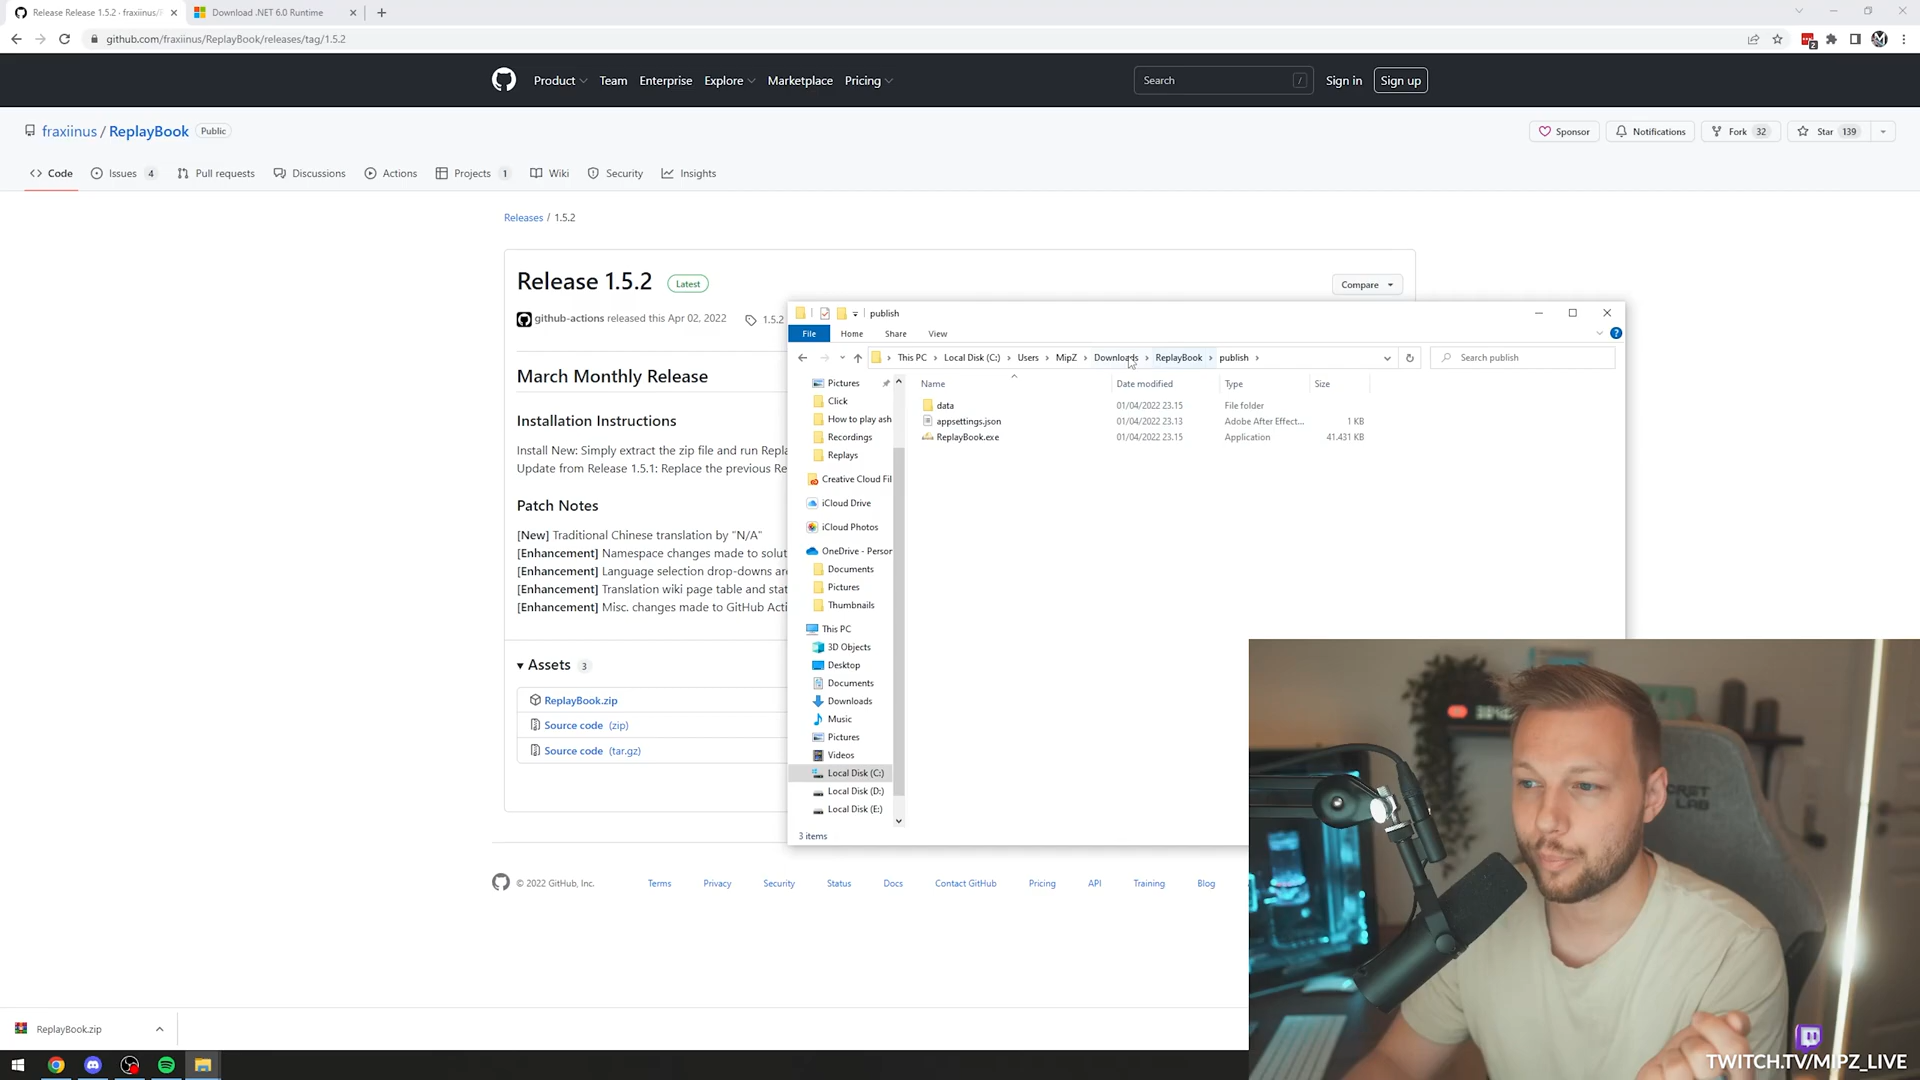 Release Release 1.5.2 · fraxiinus/F
Download .NET 6.0 Runtime
github.com/fraxiinus/ReplayBook/releases/tag/1.5.2
2
Product Team Enterprise Explore Marketplace Pricing
Search /
Sign in Sign up
fraxiinus / ReplayBook Public
Sponsor Notifications Fork 32 Star 139
Code Issues 4 Pull requests Discussions Actions Projects 1 Wiki Security Insights
Releases / 1.5.2
Release 1.5.2 Latest
Compare
github-actions released this Apr 02, 2022 1.5.2
March Monthly Release
Installation Instructions
Install New: Simply extract the zip file and run Repla
Update from Release 1.5.1: Replace the previous Re
Patch Notes
[New] Traditional Chinese translation by "N/A"
[Enhancement] Namespace changes made to solut
[Enhancement] Language selection drop-downs are
[Enhancement] Translation wiki page table and stat
[Enhancement] Misc. changes made to GitHub Acti
Assets 3
ReplayBook.zip
Source code (zip)
Source code (tar.gz)
publish
File Home Share View
This PC Local Disk (C:) Users MipZ Downloads ReplayBook publish
Search publish
Name Date modified Type Size
data 01/04/2022 23.15 File folder
appsettings.json 01/04/2022 23.13 Adobe After Effect... 1 KB
ReplayBook.exe 01/04/2022 23.15 Application 41.431 KB
Pictures
Click
How to play ash
Recordings
Replays
Creative Cloud Fil
iCloud Drive
iCloud Photos
OneDrive - Person
Documents
Pictures
Thumbnails
This PC
3D Objects
Desktop
Documents
Downloads
Music
Pictures
Videos
Local Disk (C:)
Local Disk (D:)
Local Disk (E:)
3 items
© 2022 GitHub, Inc. Terms Privacy Security Status Docs Contact GitHub Pricing API Training Blog
ReplayBook.zip
TWITCH.TV/MIPZ_LIVE